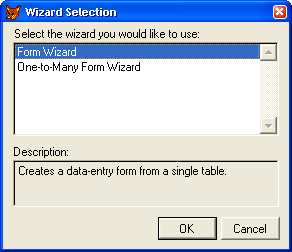 Wizard Selection
Select the wizard you would like to use:
Form Wizard
One-to-Many Form Wizard
Description:
Creates a data-entry form from a single table.
OK
Cancel